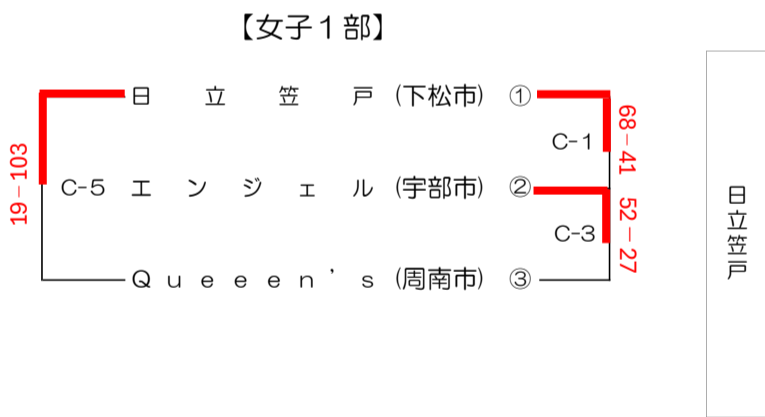 【女子１部】
日立笠戸 (下松市) ①
C-1
68－41
19－103
C-5
エンジェル (宇部市) ②
C-3
52－27
Queeen's (周南市) ③
日立笠戸